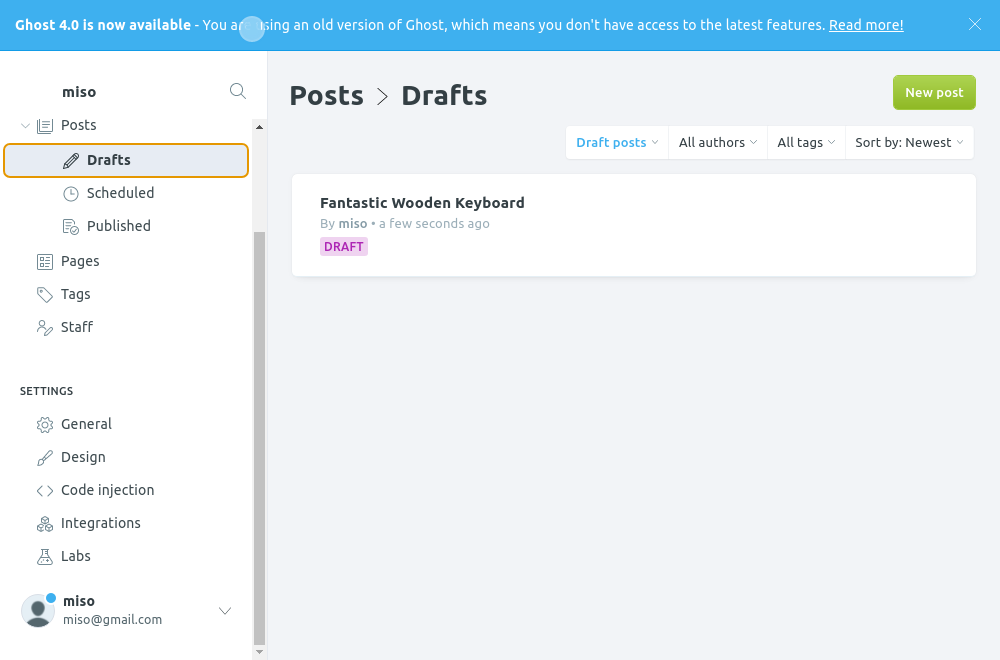 Ghost 4.0 is now available - You are using an old version of Ghost, which means you don't have access to the latest features. Read more!
miso
Posts
Drafts
Scheduled
Published
Pages
Tags
Staff
SETTINGS
General
Design
Code injection
Integrations
Labs
miso
miso@gmail.com
Posts > Drafts
New post
Draft posts All authors All tags Sort by: Newest
Fantastic Wooden Keyboard
By miso • a few seconds ago
DRAFT